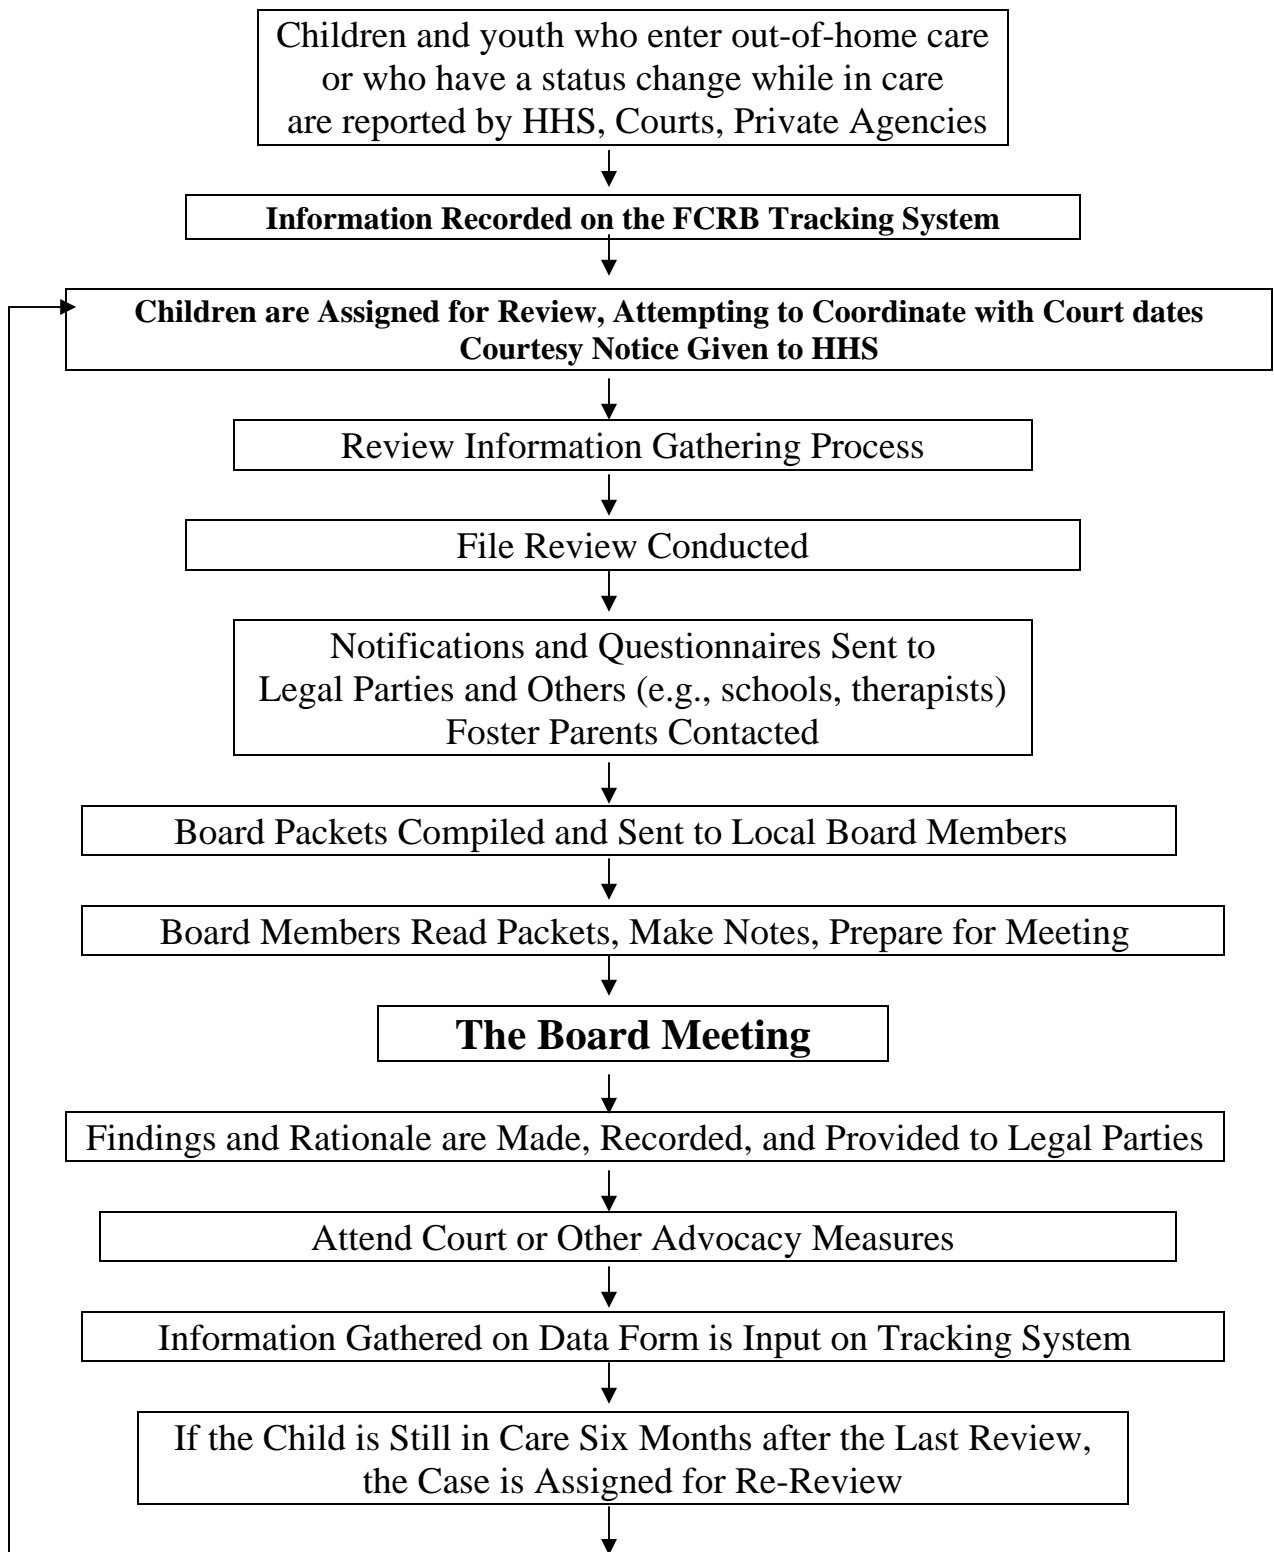 Children and youth who enter out-of-home care
or who have a status change while in care
are reported by HHS, Courts, Private Agencies
Information Recorded on the FCRB Tracking System
Children are Assigned for Review, Attempting to Coordinate with Court dates
Courtesy Notice Given to HHS
Review Information Gathering Process
File Review Conducted
Notifications and Questionnaires Sent to
Legal Parties and Others (e.g., schools, therapists)
Foster Parents Contacted
Board Packets Compiled and Sent to Local Board Members
Board Members Read Packets, Make Notes, Prepare for Meeting
The Board Meeting
Findings and Rationale are Made, Recorded, and Provided to Legal Parties
Attend Court or Other Advocacy Measures
Information Gathered on Data Form is Input on Tracking System
If the Child is Still in Care Six Months after the Last Review,
the Case is Assigned for Re-Review